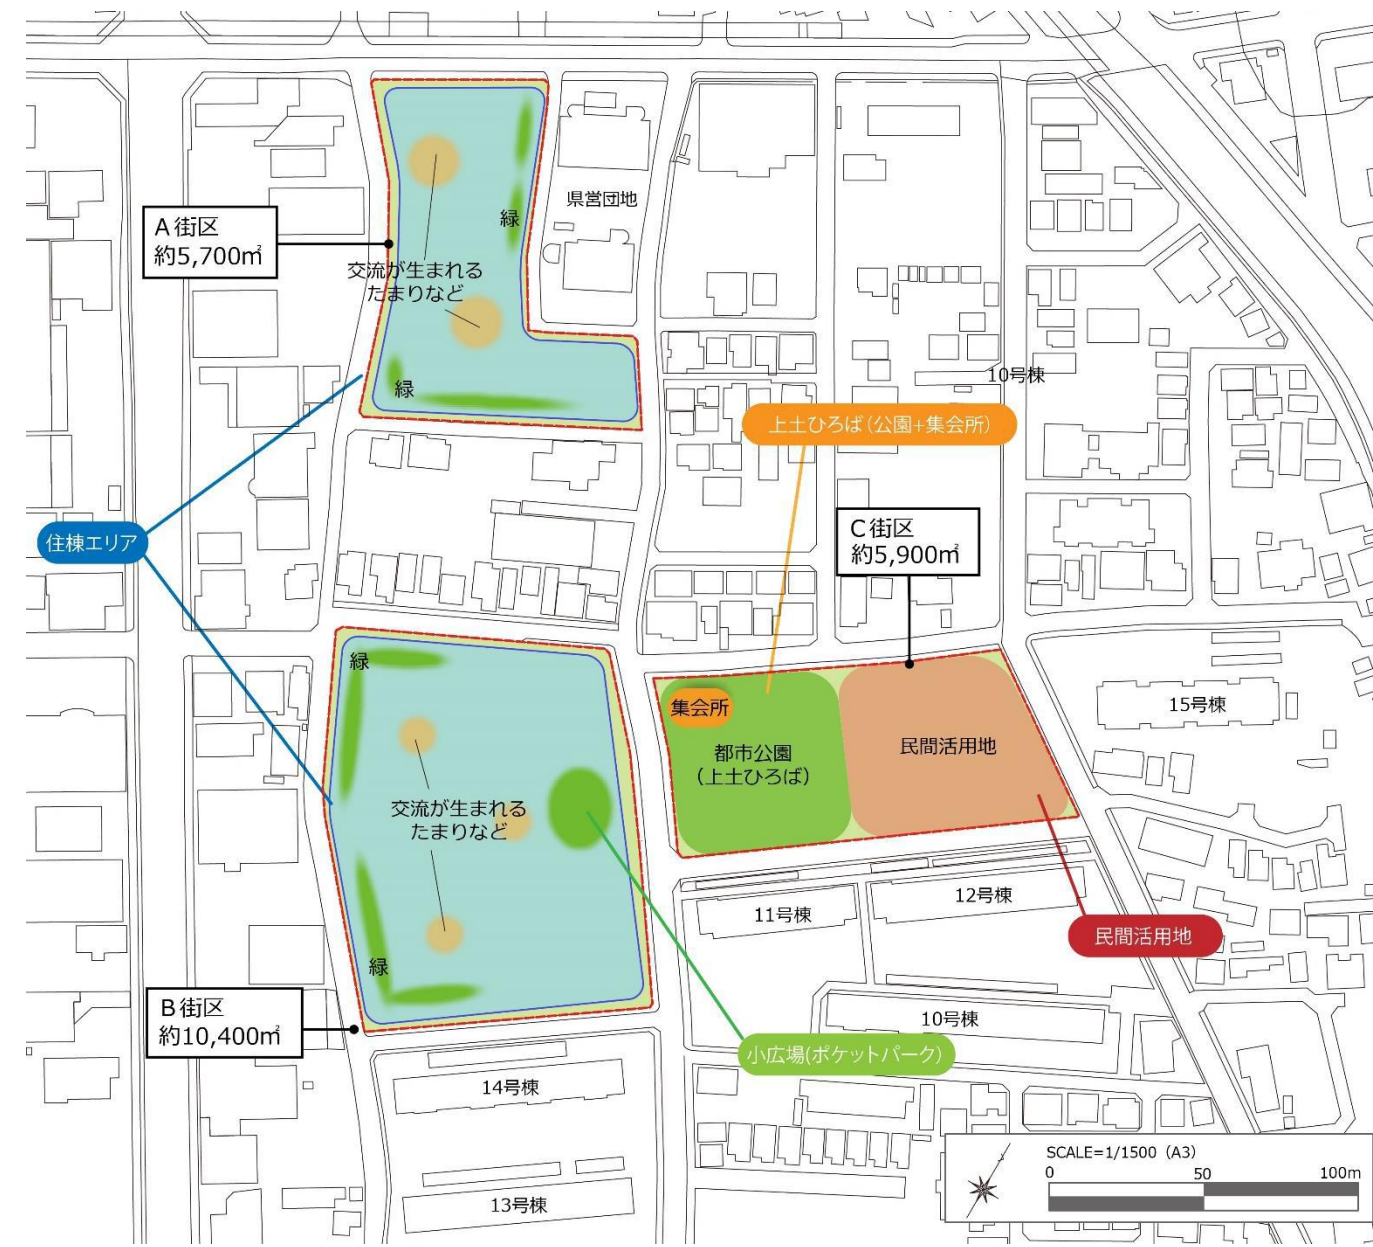 県営団地
A街区
約5,700㎡
緑
交流が生まれる
たまりなど
緑
10号棟
上土ひろば(公園+集会所)
住棟エリア
C街区
約5,900㎡
緑
集会所
都市公園
(上土ひろば)
民間活用地
15号棟
交流が生まれる
たまりなど
11号棟
12号棟
民間活用地
緑
B街区
約10,400㎡
10号棟
小広場(ポケットパーク)
14号棟
13号棟
SCALE=1/1500 (A3)
0 50 100m